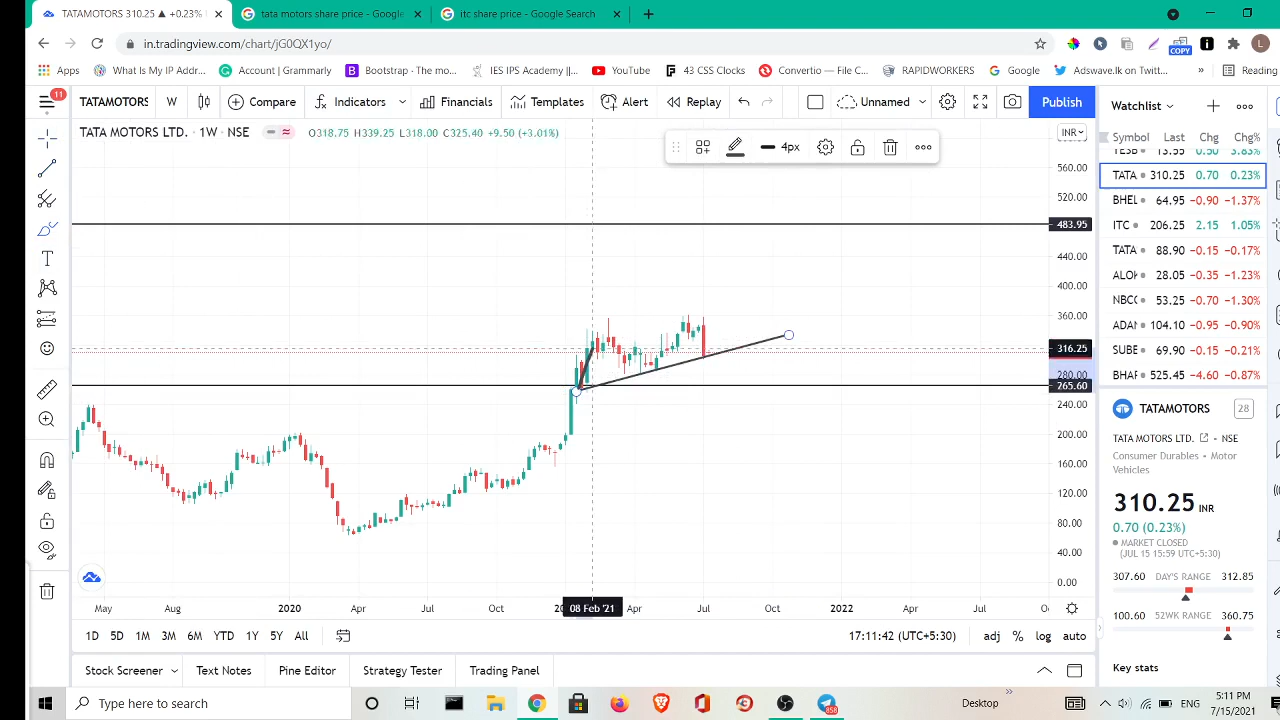 TATAMOTORS 310.25 ▲ +0.23%
tata motors share price - Google
itc share price - Google Search
in.tradingview.com/chart/jG0QX1yo/
COPY
L
Apps
What Is My IP Addr...
Account | Grammarly
Bootstrap - The mo...
IES IPS Academy ||...
YouTube
43 SS Clocks
Convertio — File C...
RAPIDWORKERS
Google
Adswave.Ik on Twitt...
»
Reading
11
TATAMOTORS
W
Compare
Indicators
Financials
Templates
Alert
Replay
Unnamed
Publish
Watchlist
TATA MOTORS LTD. · 1W · NSE
O318.75 H339.25 L318.00 C325.40 +9.50 (+3.01%)
4px
INR
560.00
520.00
483.95
440.00
400.00
360.00
316.25
280.00
265.60
240.00
200.00
160.00
120.00
80.00
40.00
0.00
Symbol Last Chg Chg%
YESB 13.55 0.50 3.83%
TATA 310.25 0.70 0.23%
BHEL 64.95 −0.90 −1.37%
ITC 206.25 2.15 1.05%
TATA 88.90 −0.15 −0.17%
ALOK 28.05 −0.35 −1.23%
NBCC 53.25 −0.70 −1.30%
ADAN 104.10 −0.95 −0.90%
SUBE 69.90 −0.15 −0.21%
BHAR 525.45 −4.60 −0.87%
TATAMOTORS 28
TATA MOTORS LTD. • NSE
Consumer Durables • Motor
Vehicles
310.25 INR
0.70 (0.23%)
MARKET CLOSED
(JUL 15 15:59 UTC+5:30)
307.60 DAY'S RANGE 312.85
100.60 52WK RANGE 360.75
Key stats
May Aug 2020 Apr Jul Oct 08 Feb '21 Apr Jul Oct 2022 Apr Jul
1D 5D 1M 3M 6M YTD 1Y 5Y All
17:11:42 (UTC+5:30)
adj % log auto
Stock Screener
Text Notes
Pine Editor
Strategy Tester
Trading Panel
Type here to search
858
Desktop
»
ENG
5:11 PM
7/15/2021